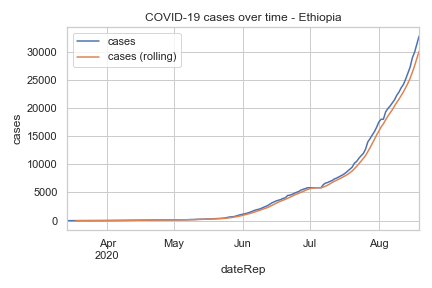 COVID-19 cases over time - Ethiopia
cases
cases (rolling)
30000
25000
20000
15000
10000
5000
0
cases
Apr
2020
May
Jun
Jul
Aug
dateRep